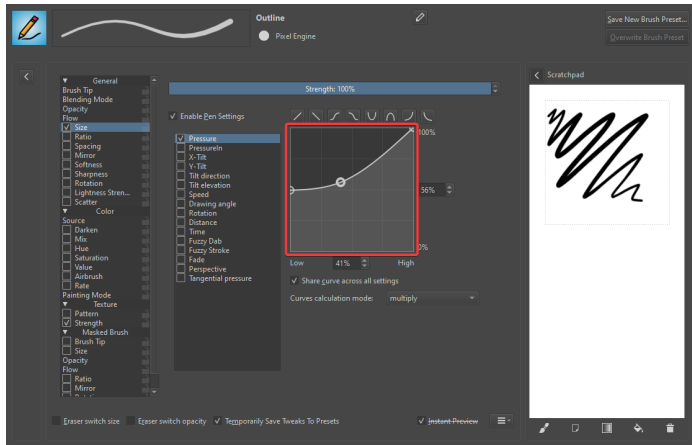 Outline
Pixel Engine
Save New Brush Preset...
Overwrite Brush Preset
Scratchpad
General
Brush Tip
Blending Mode
Opacity
Flow
Size
Ratio
Spacing
Mirror
Softness
Sharpness
Rotation
Lightness Stren...
Scatter
Color
Source
Darken
Mix
Hue
Saturation
Value
Airbrush
Rate
Painting Mode
Texture
Pattern
Strength
Masked Brush
Brush Tip
Size
Opacity
Flow
Ratio
Mirror
Strength: 100%
Enable Pen Settings
Pressure
PressureIn
X-Tilt
Y-Tilt
Tilt direction
Tilt elevation
Speed
Drawing angle
Rotation
Distance
Time
Fuzzy Dab
Fuzzy Stroke
Fade
Perspective
Tangential pressure
100%
56%
0%
Low 41% High
Share curve across all settings
Curves calculation mode: multiply
Eraser switch size Eraser switch opacity Temporarily Save Tweaks To Presets Instant Preview